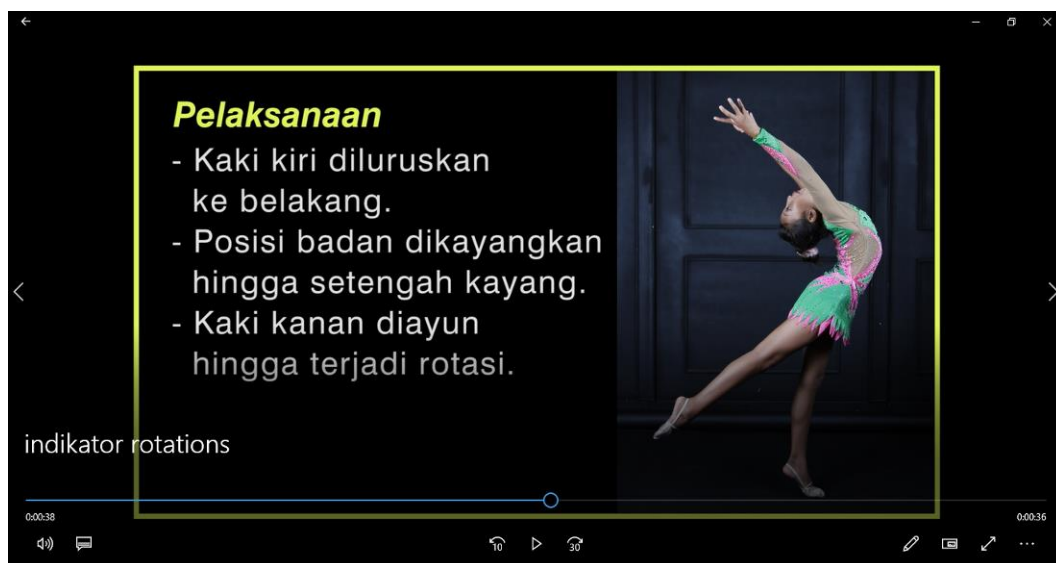 Pelaksanaan
- Kaki kiri diluruskan
ke belakang.
- Posisi badan dikayangkan
hingga setengah kayang.
- Kaki kanan diayun
hingga terjadi rotasi.
indikator rotations
0:00:38
0:00:36
10
30